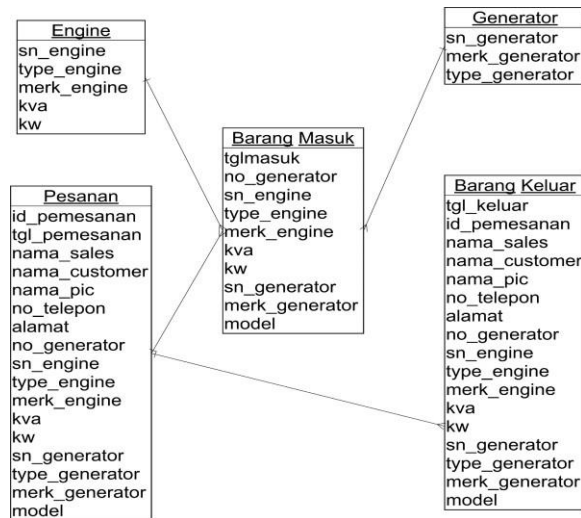 Engine
sn_engine
type_engine
merk_engine
kva
kw
Generator
sn_generator
merk_generator
type_generator
Barang Masuk
tglmasuk
no_generator
sn_engine
type_engine
merk_engine
kva
kw
sn_generator
merk_generator
model
Pesanan
id_pemesanan
tgl_pemesanan
nama_sales
nama_customer
nama_pic
no_telepon
alamat
no_generator
sn_engine
type_engine
merk_engine
kva
kw
sn_generator
type_generator
merk_generator
model
Barang Keluar
tgl_keluar
id_pemesanan
nama_sales
nama_customer
nama_pic
no_telepon
alamat
no_generator
sn_engine
type_engine
merk_engine
kva
kw
sn_generator
type_generator
merk_generator
model